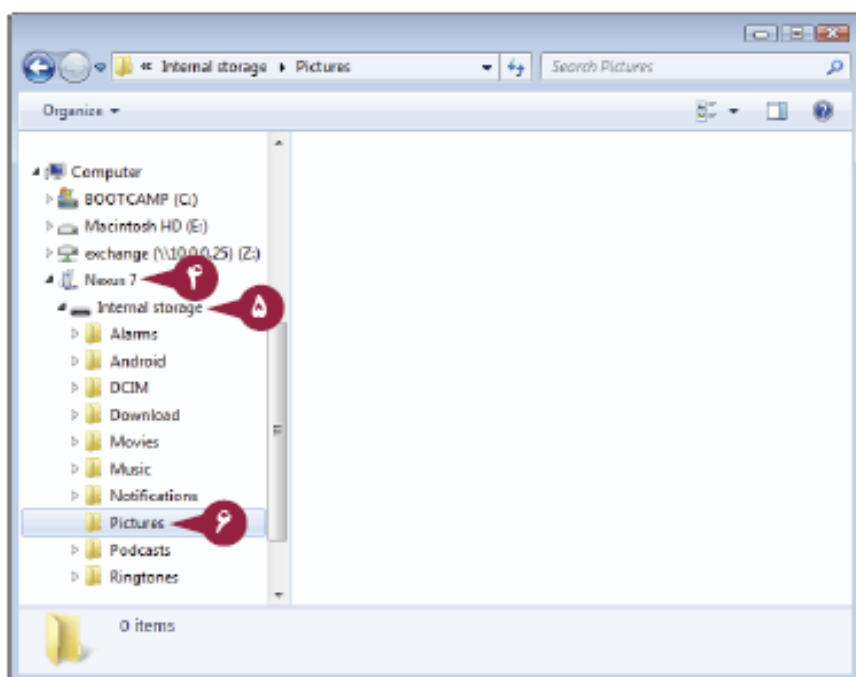 « Internal storage ▸ Pictures Search Pictures
Organize
Computer
BOOTCAMP (C:)
Macintosh HD (E:)
exchange (\\10.0.0.25) (Z:)
Nexus 7 ۴
Internal storage ۵
Alarms
Android
DCIM
Download
Movies
Music
Notifications
Pictures ۶
Podcasts
Ringtones
0 items